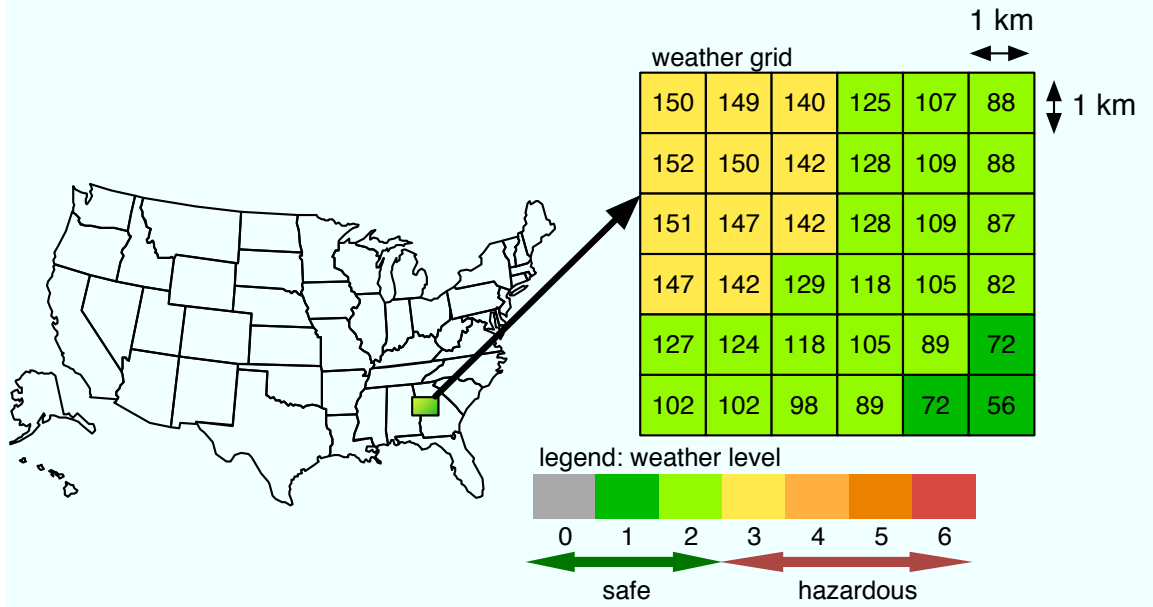 1 km
weather grid
150 149 140 125 107 88
1 km
152 150 142 128 109 88
151 147 142 128 109 87
147 142 129 118 105 82
127 124 118 105 89 72
102 102 98 89 72 56
legend: weather level
0 1 2 3 4 5 6
safe hazardous